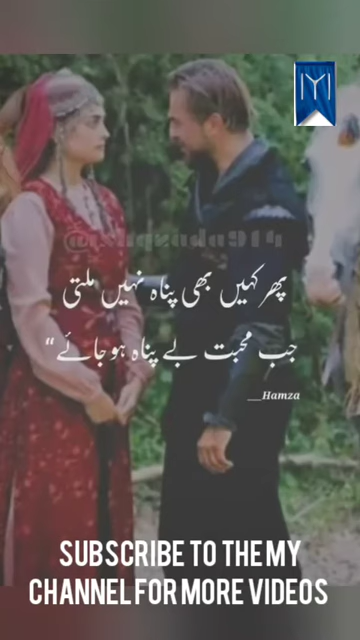 پھر کہیں بھی پناہ نہیں ملتی
جب محبت بے پناہ ہو جائے“
__Hamza
SUBSCRIBE TO THE MY
CHANNEL FOR MORE VIDEOS